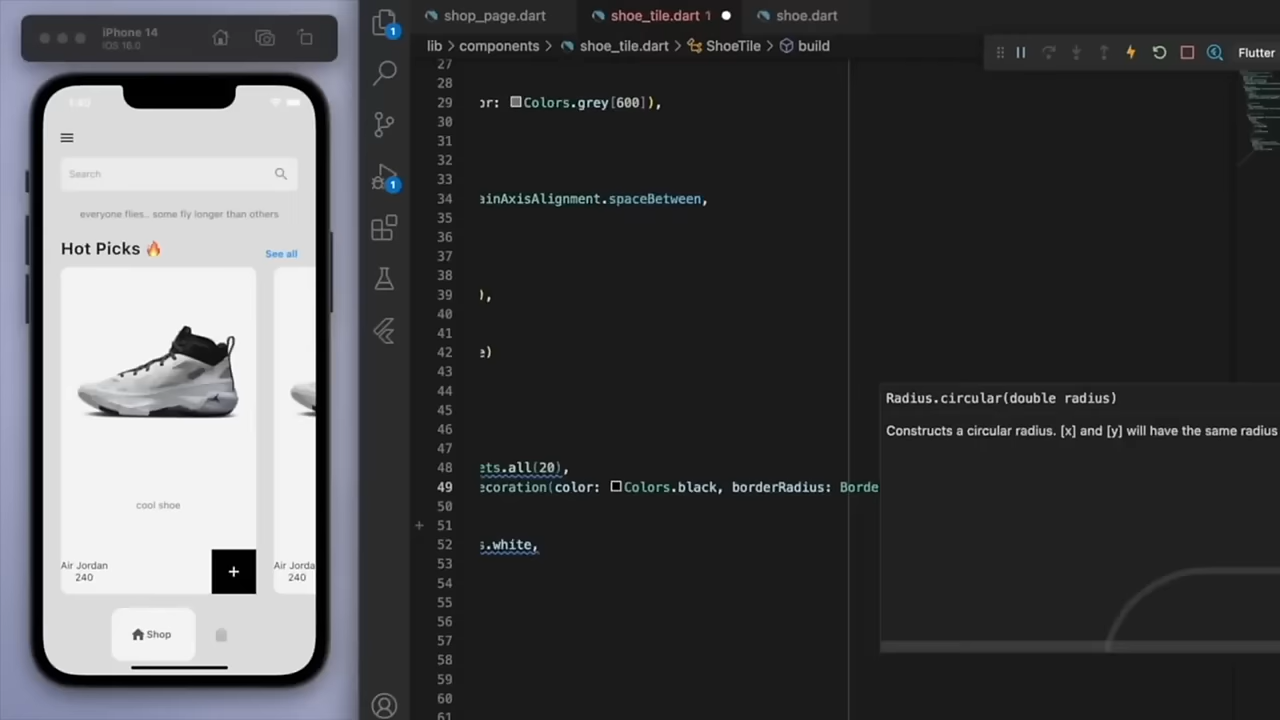 iPhone 14
iOS 16.0
Search
everyone flies.. some fly longer than others
Hot Picks 🔥
See all
cool shoe
Air Jordan
240
+
Air Jord
240
Shop
1
1
shop_page.dart
shoe_tile.dart 1
shoe.dart
lib > components > shoe_tile.dart > ShoeTile > build
Flutter
27
28
29 or: Colors.grey[600]),
30
31
32
33
34 ainAxisAlignment.spaceBetween,
35
36
37
38
39 ),
40
41
42 e)
43
44
45
46
47
48 ets.all(20),
49 ecoration(color: Colors.black, borderRadius: Borde
50
51
52 s.white,
53
54
55
56
57
58
59
60
61
Radius.circular(double radius)
Constructs a circular radius. [x] and [y] will have the same radius